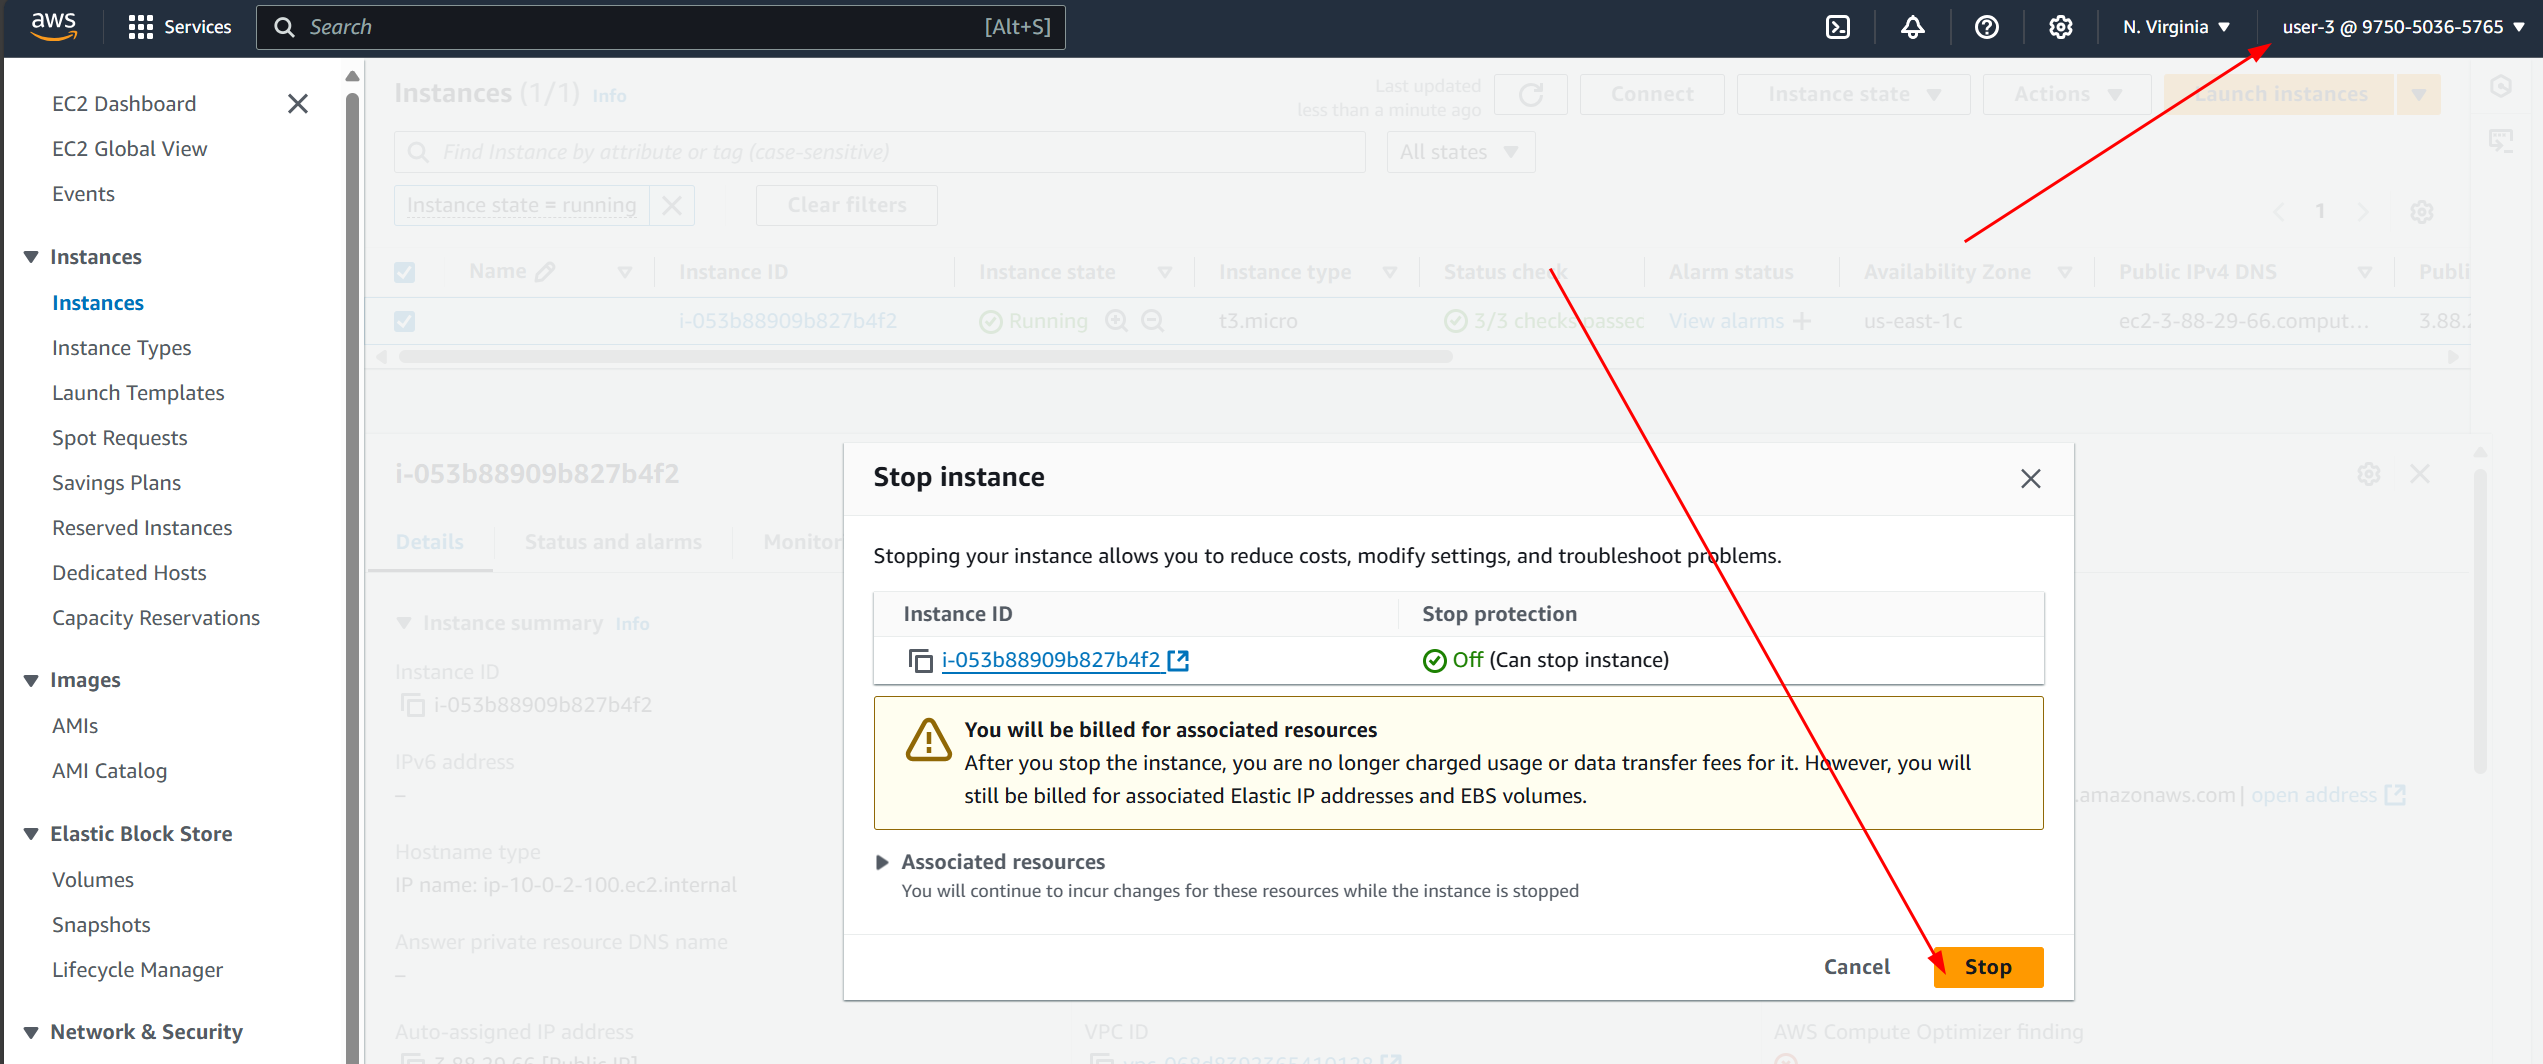 aws
Services
Search
[Alt+S]
N. Virginia
user-3 @ 9750-5036-5765
EC2 Dashboard
EC2 Global View
Events
Instances
Instances
Instance Types
Launch Templates
Spot Requests
Savings Plans
Reserved Instances
Dedicated Hosts
Capacity Reservations
Images
AMIs
AMI Catalog
Elastic Block Store
Volumes
Snapshots
Lifecycle Manager
Network & Security
Instances (1/1) Info
Last updated
less than a minute ago
Connect
Instance state
Actions
Launch instances
Find Instance by attribute or tag (case-sensitive)
All states
Instance state = running
Clear filters
1
Name
Instance ID
Instance state
Instance type
Status check
Alarm status
Availability Zone
Public IPv4 DNS
Publi
i-053b88909b827b4f2
Running
t3.micro
3/3 checks passec
View alarms
us-east-1c
ec2-3-88-29-66.comput...
3.88.2
i-053b88909b827b4f2
Details
Status and alarms
Monitor
Instance summary Info
Instance ID
i-053b88909b827b4f2
IPv6 address
–
Hostname type
IP name: ip-10-0-2-100.ec2.internal
Answer private resource DNS name
–
Auto-assigned IP address
3.88.29.66 [Public IP]
VPC ID
AWS Compute Optimizer finding
.amazonaws.com | open address
Stop instance
Stopping your instance allows you to reduce costs, modify settings, and troubleshoot problems.
Instance ID
Stop protection
i-053b88909b827b4f2
Off (Can stop instance)
You will be billed for associated resources
After you stop the instance, you are no longer charged usage or data transfer fees for it. However, you will
still be billed for associated Elastic IP addresses and EBS volumes.
Associated resources
You will continue to incur changes for these resources while the instance is stopped
Cancel
Stop